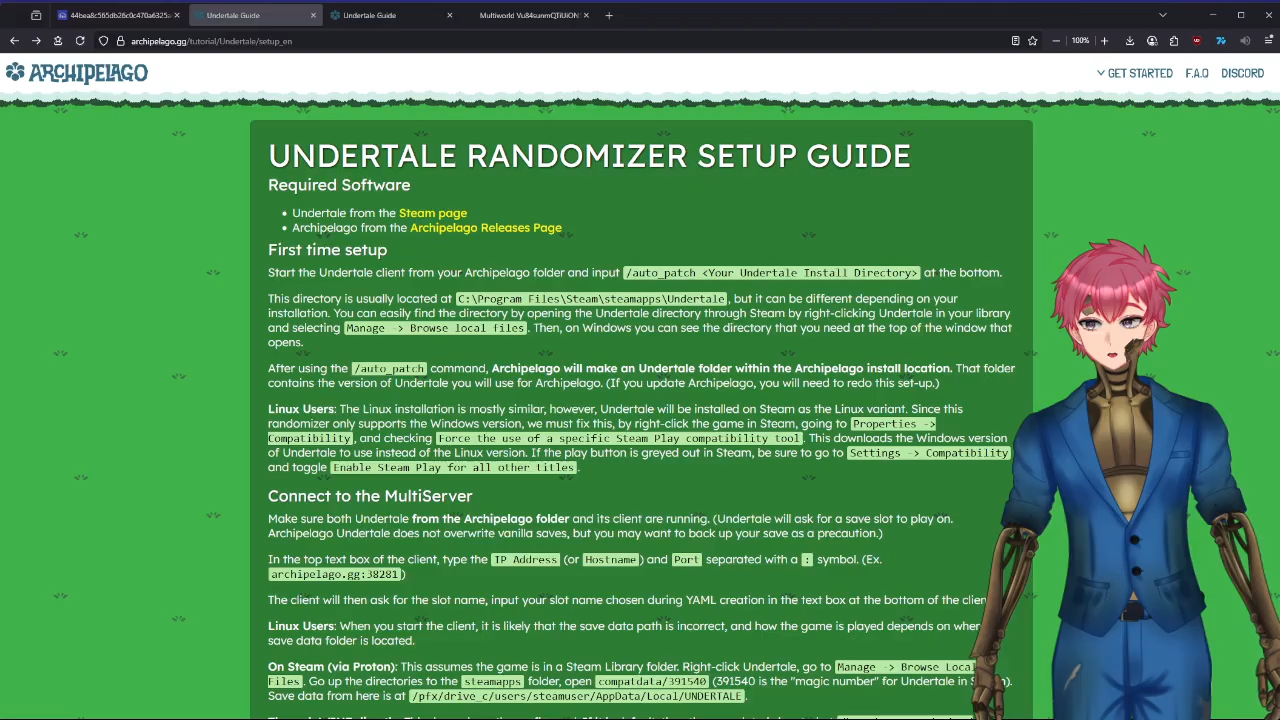 44bea8c565db26c0c470a6325a
Undertale Guide
Undertale Guide
archipelago.gg/tutorial/Undertale/setup_en
100%
ARCHIPELAGO
GET STARTED F.A.Q DISCORD
UNDERTALE RANDOMIZER SETUP GUIDE
Required Software
• Undertale from the Steam page
• Archipelago from the Archipelago Releases Page
First time setup
Start the Undertale client from your Archipelago folder and input /auto_patch <Your Undertale Install Directory> at the bottom.
This directory is usually located at C:\Program Files\Steam\steamapps\Undertale, but it can be different depending on your
installation. You can easily find the directory by opening the Undertale directory through Steam by right-clicking Undertale in your library
and selecting Manage -> Browse local files. Then, on Windows you can see the directory that you need at the top of the window that
opens.
After using the /auto_patch command, Archipelago will make an Undertale folder within the Archipelago install location. That folder
contains the version of Undertale you will use for Archipelago. (If you update Archipelago, you will need to redo this set-up.)
Linux Users: The Linux installation is mostly similar, however, Undertale will be installed on Steam as the Linux variant. Since this
randomizer only supports the Windows version, we must fix this, by right-click the game in Steam, going to Properties ->
Compatibility, and checking Force the use of a specific Steam Play compatibility tool. This downloads the Windows version
of Undertale to use instead of the Linux version. If the play button is greyed out in Steam, be sure to go to Settings -> Compatibility
and toggle Enable Steam Play for all other titles.
Connect to the MultiServer
Make sure both Undertale from the Archipelago folder and its client are running. (Undertale will ask for a save slot to play on.
Archipelago Undertale does not overwrite vanilla saves, but you may want to back up your save as a precaution.)
In the top text box of the client, type the IP Address (or Hostname) and Port separated with a : symbol. (Ex.
archipelago.gg:38281)
The client will then ask for the slot name, input your slot name chosen during YAML creation in the text box at the bottom of the clien
Linux Users: When you start the client, it is likely that the save data path is incorrect, and how the game is played depends on wher
save data folder is located.
On Steam (via Proton): This assumes the game is in a Steam Library folder. Right-click Undertale, go to Manage -> Browse Local
Files. Go up the directories to the steamapps folder, open compatdata/391540 (391540 is the "magic number" for Undertale in S
Save data from here is at /pfx/drive_c/users/steamuser/AppData/Local/UNDERTALE.